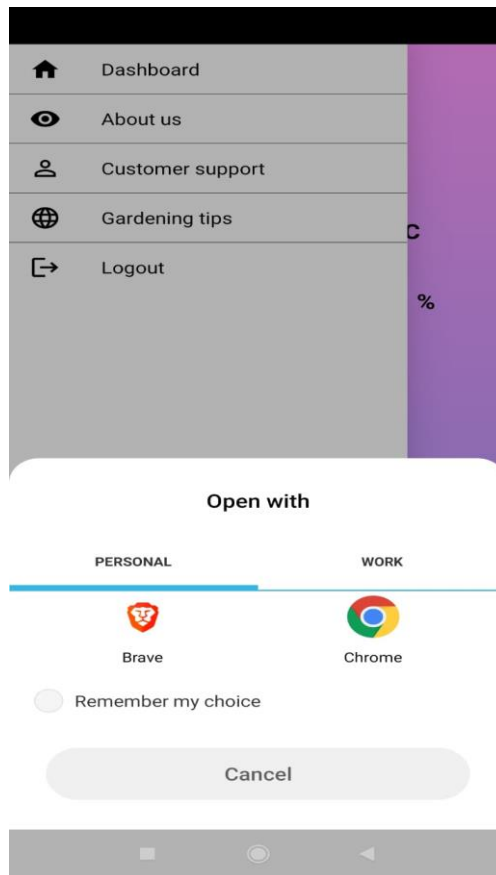 Dashboard
About us
Customer support
Gardening tips
C
Logout
%
Open with
PERSONAL WORK
Brave Chrome
Remember my choice
Cancel